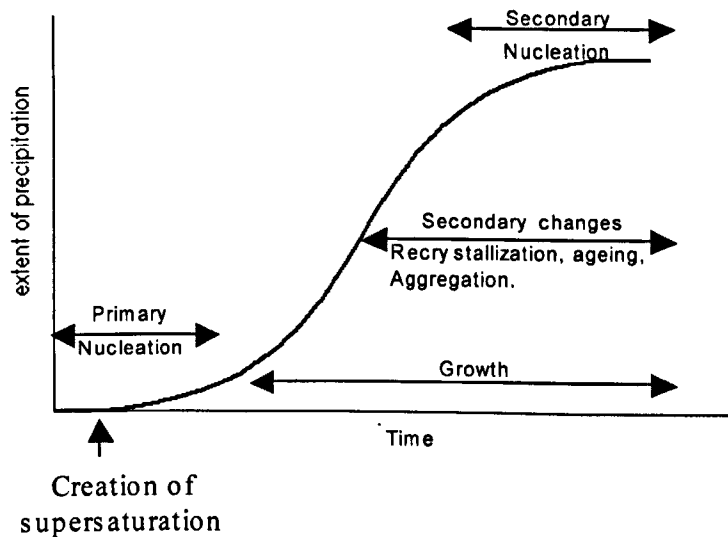 Secondary
Nucleation
extent of precipitation
Secondary changes
Recry stallization, ageing,
Aggregation.
Primary
Nucleation
Growth
Time
Creation of
supersaturation